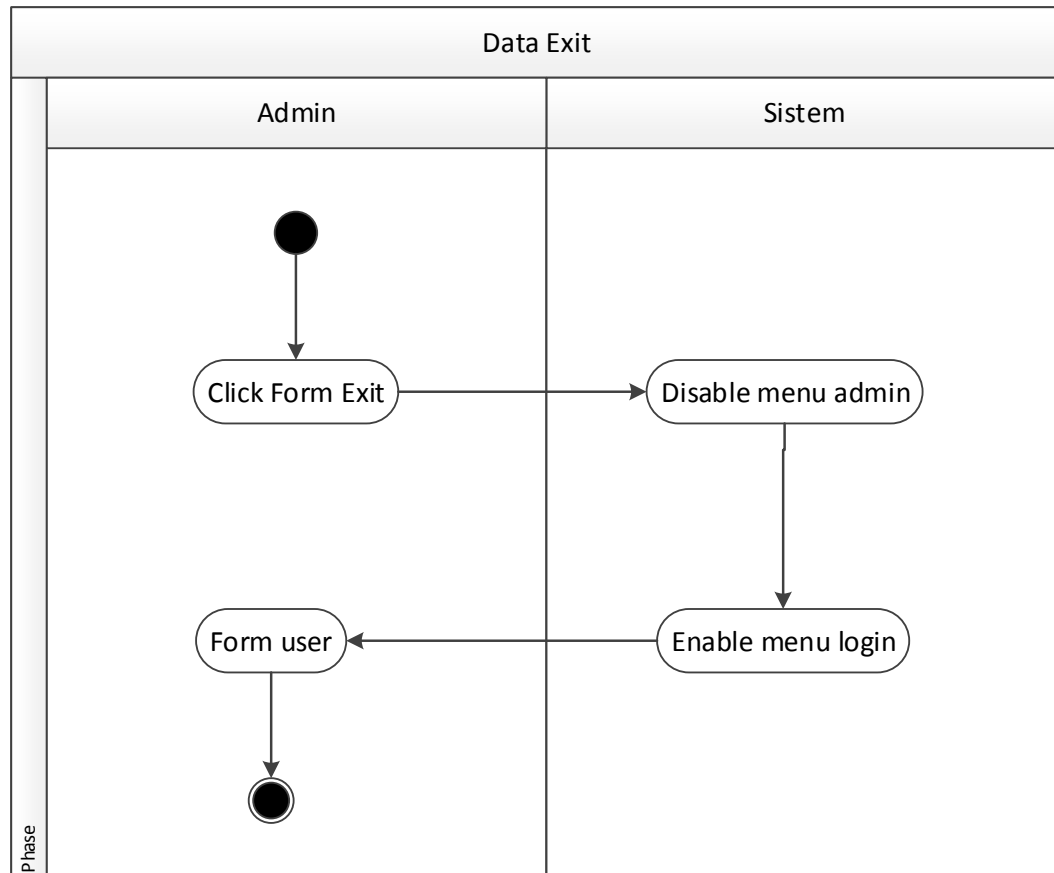 Data Exit
Admin
Sistem
Click Form Exit
Disable menu admin
Form user
Enable menu login
Phase